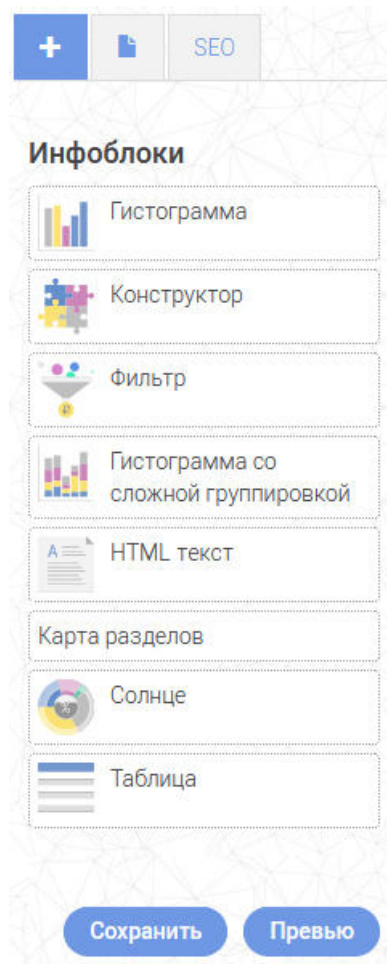 SEO
Инфоблоки
Гистограмма
Конструктор
Фильтр
Гистограмма со
сложной группировкой
A
HTML текст
Карта разделов
%
Солнце
Таблица
Сохранить
Превью